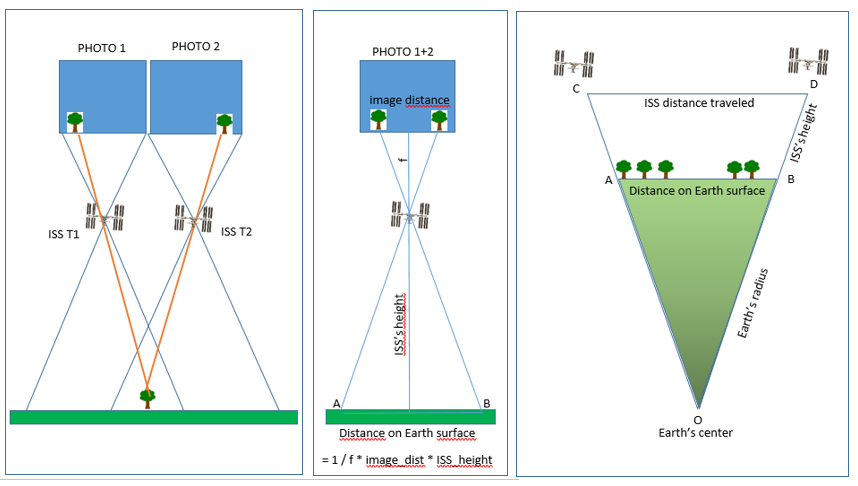 PHOTO 1
PHOTO 2
ISS T1
ISS T2
PHOTO 1+2
image distance
f
ISS's height
A
B
Distance on Earth surface
= 1 / f * image_dist * ISS_height
C
D
ISS distance traveled
ISS's height
A
B
Distance on Earth surface
Earth's radius
O
Earth's center